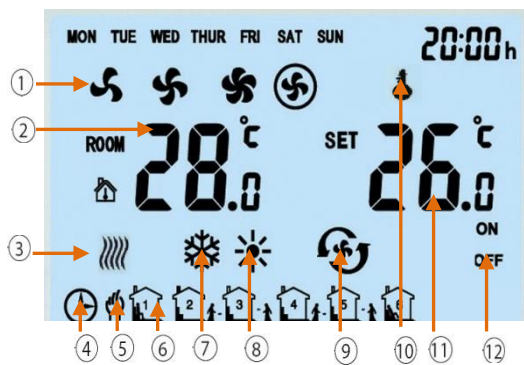 MON TUE WED THUR FRI SAT SUN 20:00 h
①
②
ROOM 28.0 °C SET 26.0 °C
ON
③
OFF
1 2 3 4 5 6
④ ⑤ ⑥ ⑦ ⑧ ⑨ ⑩ ⑪ ⑫